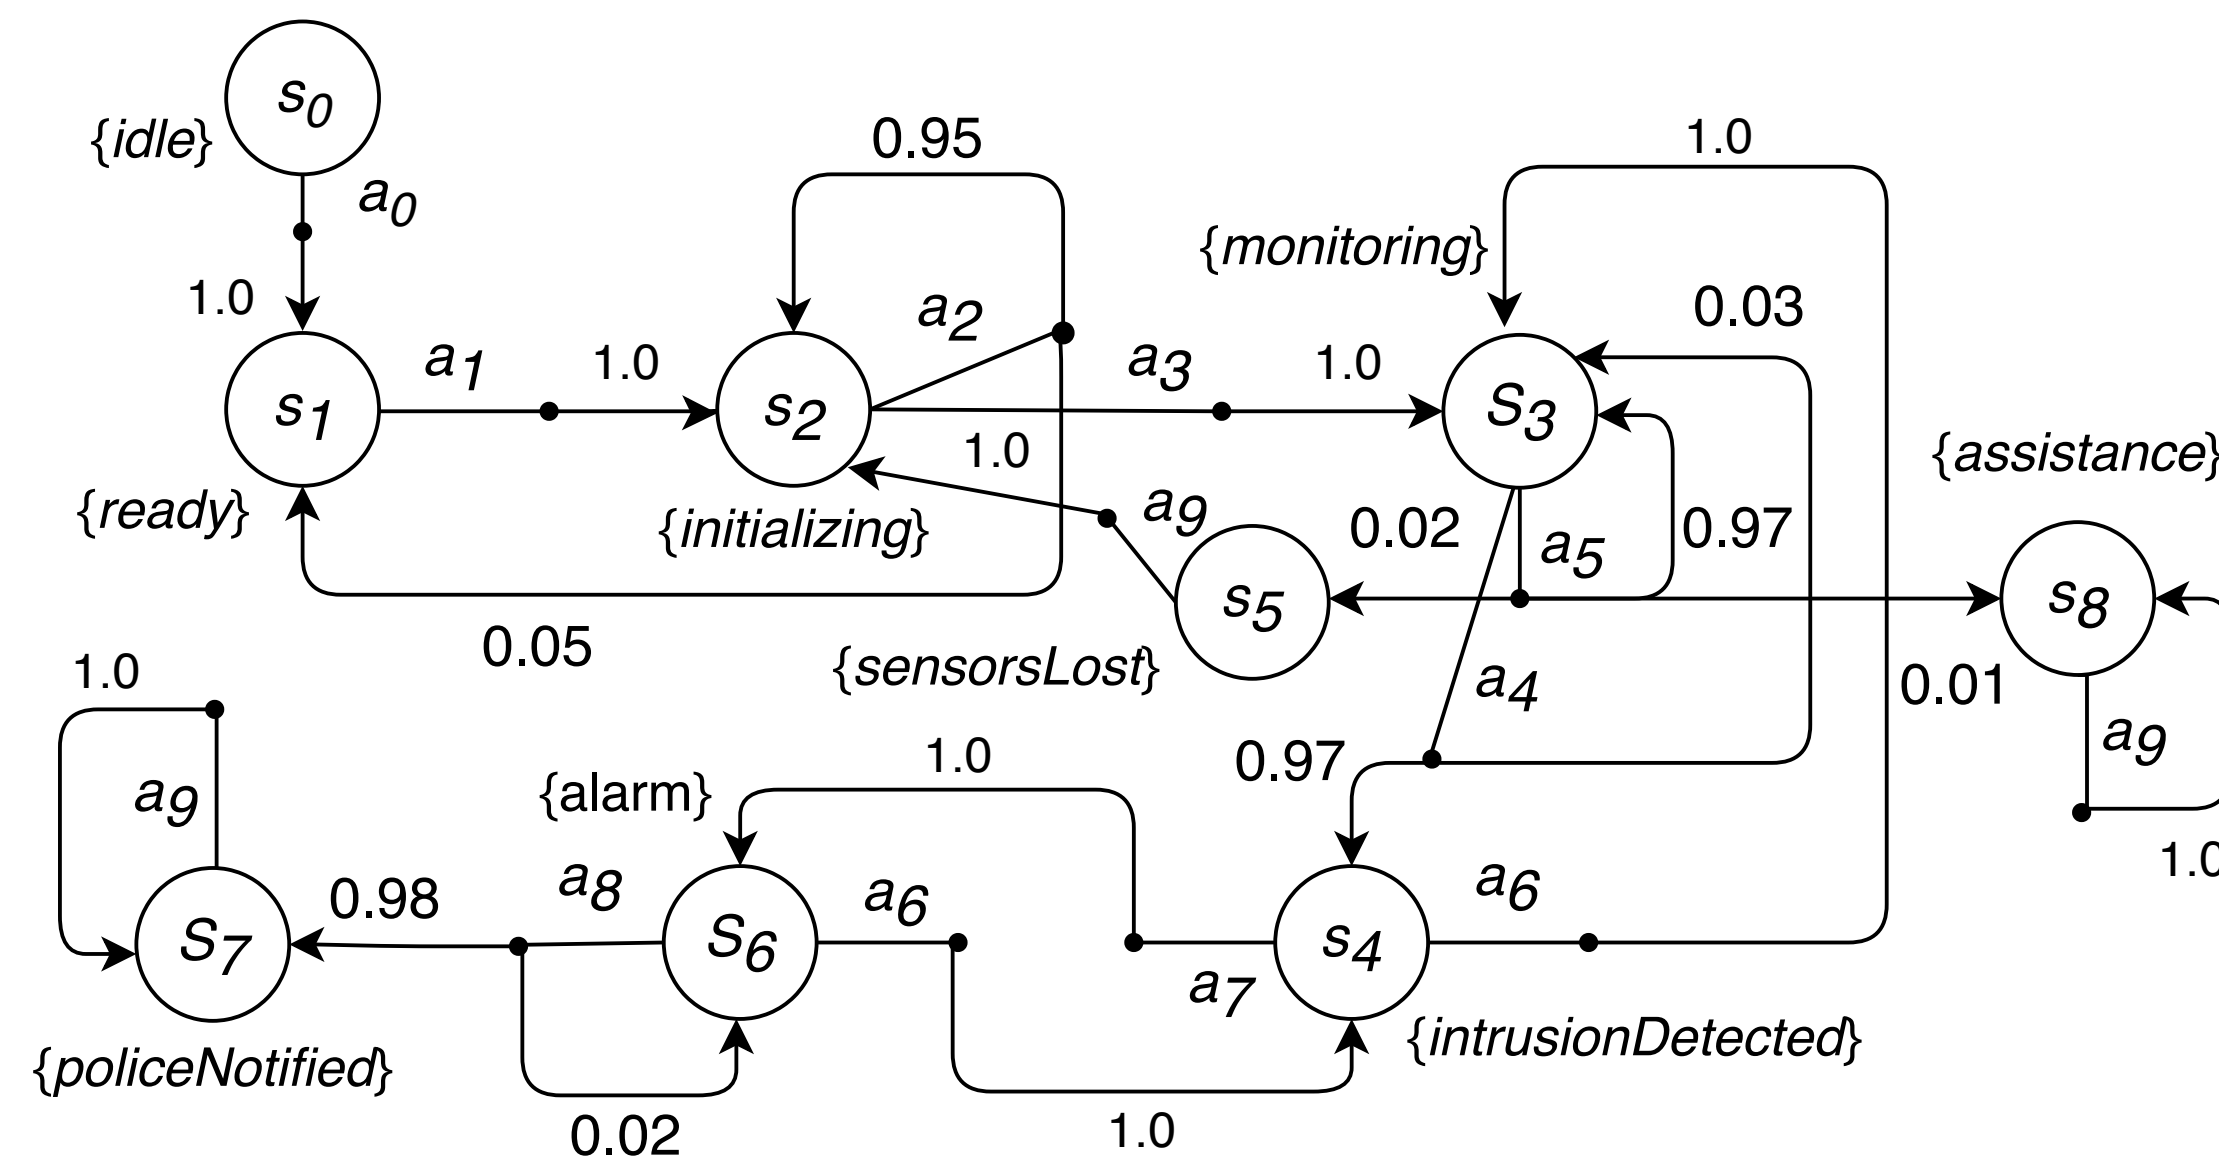 s0
{idle}
a0
1.0
s1
{ready}
a1
1.0
0.95
s2
a2
{initializing}
0.05
a3
1.0
1.0
a9
s5
{sensorsLost}
{monitoring}
1.0
S3
0.03
0.97
0.02
a5
a4
0.97
0.01
{assistance}
s8
a9
1.0
1.0
a9
S7
{policeNotified}
0.98
a8
{alarm}
S6
0.02
a6
1.0
1.0
a7
s4
a6
{intrusionDetected}